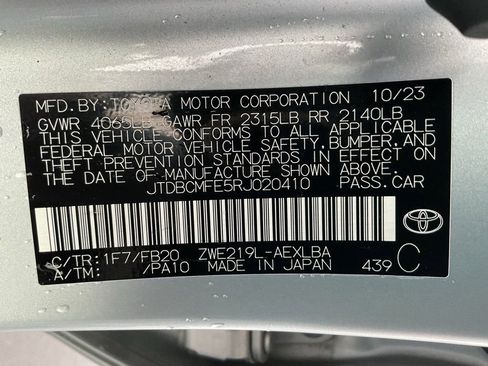 MFD. BY: TOYOTA MOTOR CORPORATION 10/23
GVWR 4065LB GAWR FR 2315LB RR 2140LB
THIS VEHICLE CONFORMS TO ALL APPLICABLE
FEDERAL MOTOR VEHICLE SAFETY, BUMPER, AND
THEFT PREVENTION STANDARDS IN EFFECT ON
THE DATE OF MANUFACTURE SHOWN ABOVE.
JTDBCMFE5RJ020410 PASS.CAR
C/TR: 1F7/FB20 ZWE219L-AEXLBA
A/TM: /PA10 MADE IN JAPAN 439 C